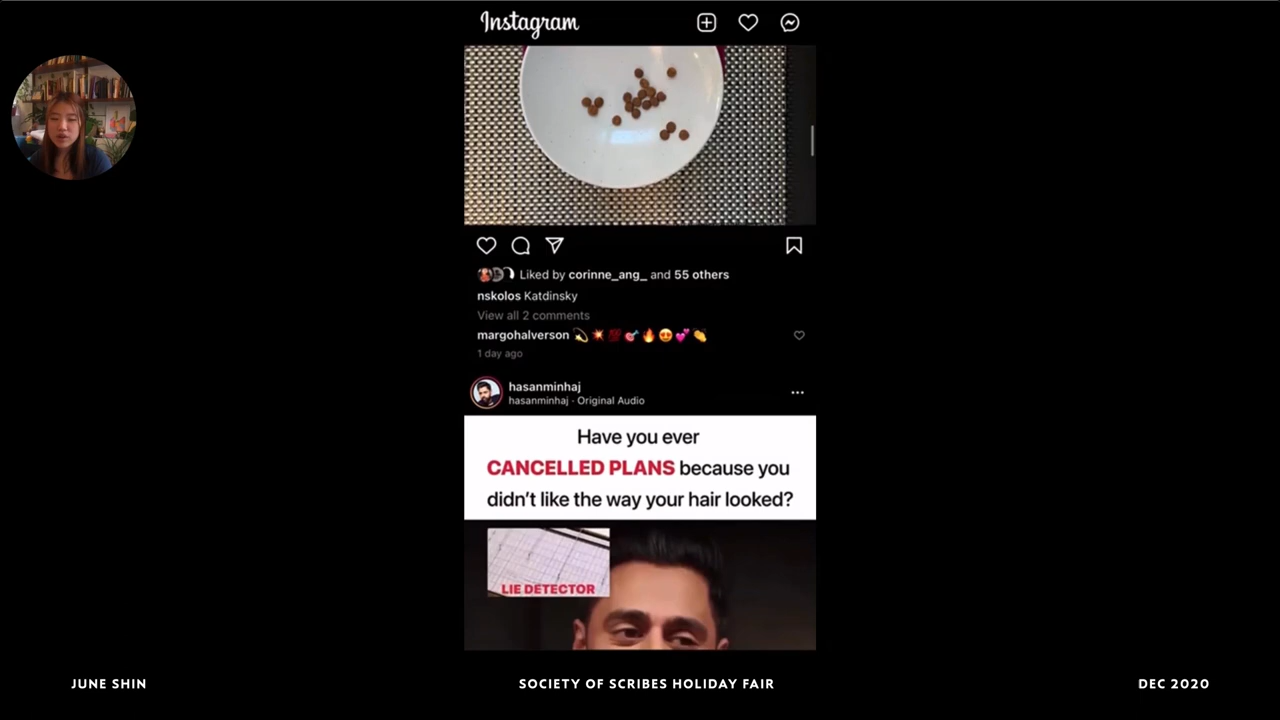 Instagram
Liked by corinne_ang_ and 55 others
nskolos Katdinsky
View all 2 comments
margohalverson 💫 💥 💯 💘 🔥 😍 💕 👏
1 day ago
hasanminhaj
hasanminhaj · Original Audio
Have you ever
CANCELLED PLANS because you
didn't like the way your hair looked?
LIE DETECTOR
JUNE SHIN
SOCIETY OF SCRIBES HOLIDAY FAIR
DEC 2020